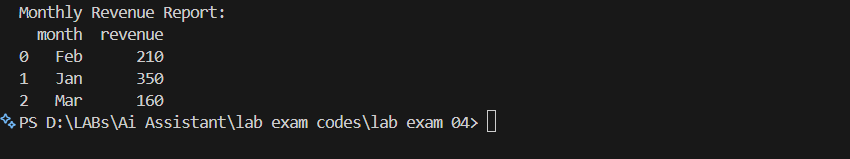 Monthly Revenue Report:
  month  revenue
0   Feb      210
1   Jan      350
2   Mar      160
PS D:\LABs\Ai Assistant\lab exam codes\lab exam 04>